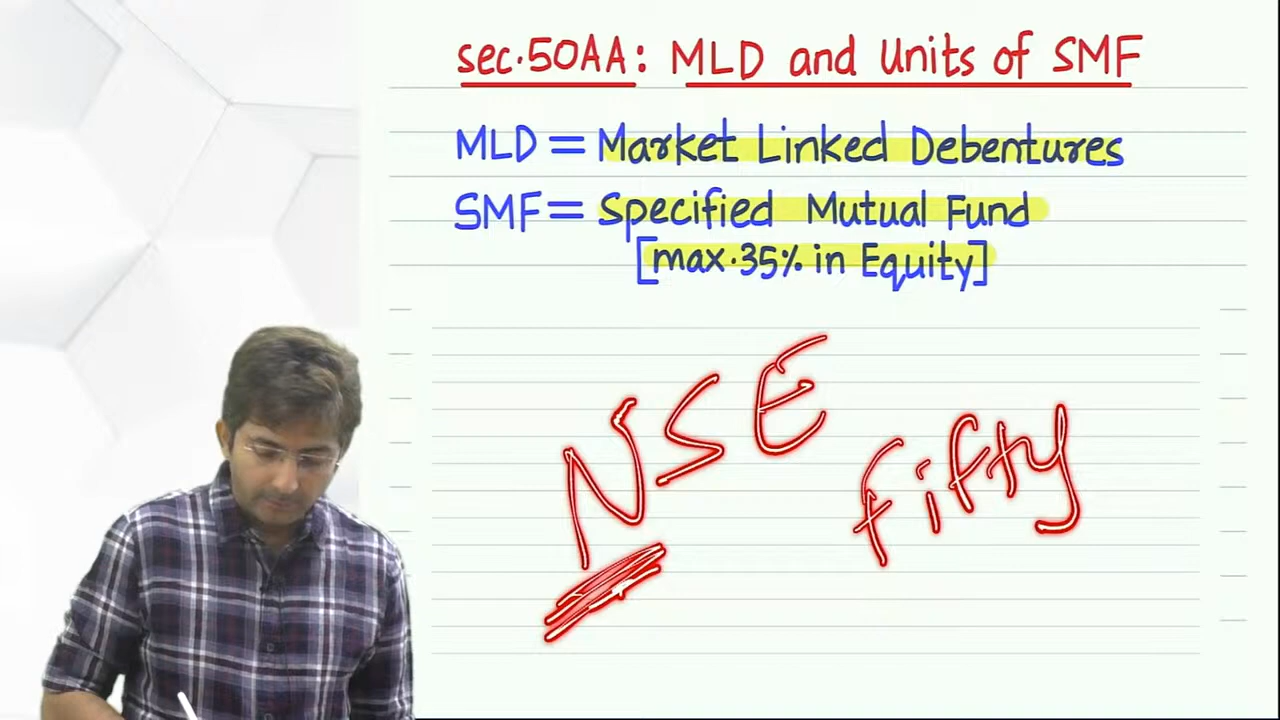 sec.50AA: MLD and Units of SMF
MLD = Market Linked Debentures
SMF = Specified Mutual Fund
[max.35% in Equity]
NSE
fifty